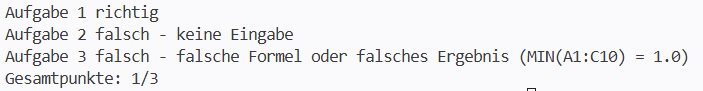 Aufgabe 1 richtig
Aufgabe 2 falsch - keine Eingabe
Aufgabe 3 falsch - falsche Formel oder falsches Ergebnis (MIN(A1:C10) = 1.0)
Gesamtpunkte: 1/3